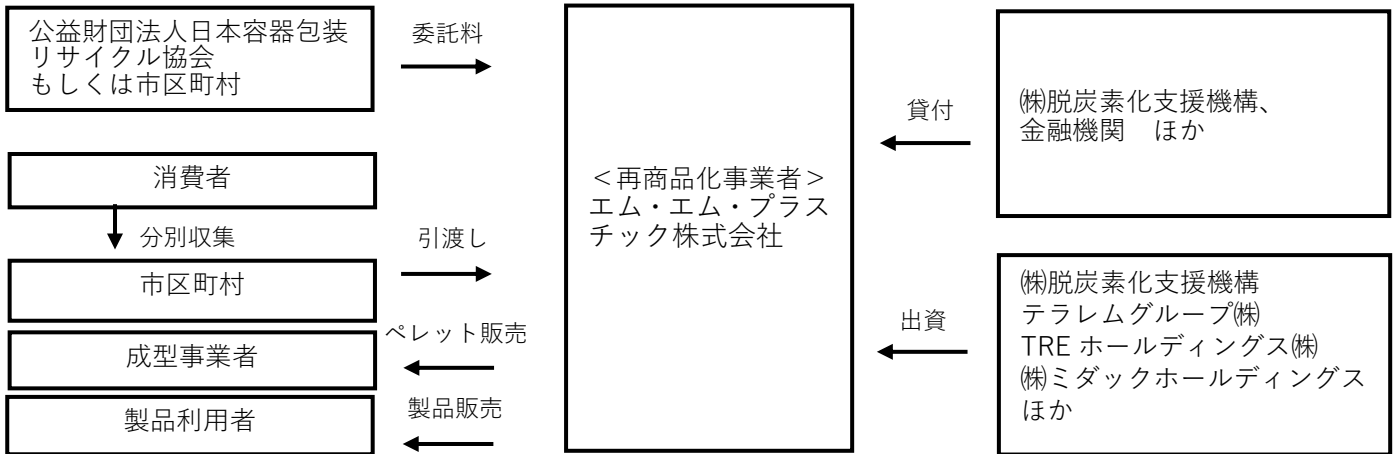 公益財団法人日本容器包装
リサイクル協会
もしくは市区町村
委託料
消費者
分別収集
引渡し
市区町村
ペレット販売
成型事業者
製品販売
製品利用者
＜再商品化事業者＞
エム・エム・プラス
チック株式会社
貸付
㈱脱炭素化支援機構、
金融機関　ほか
出資
㈱脱炭素化支援機構
テラレムグループ㈱
TRE ホールディングス㈱
㈱ミダックホールディングス
ほか